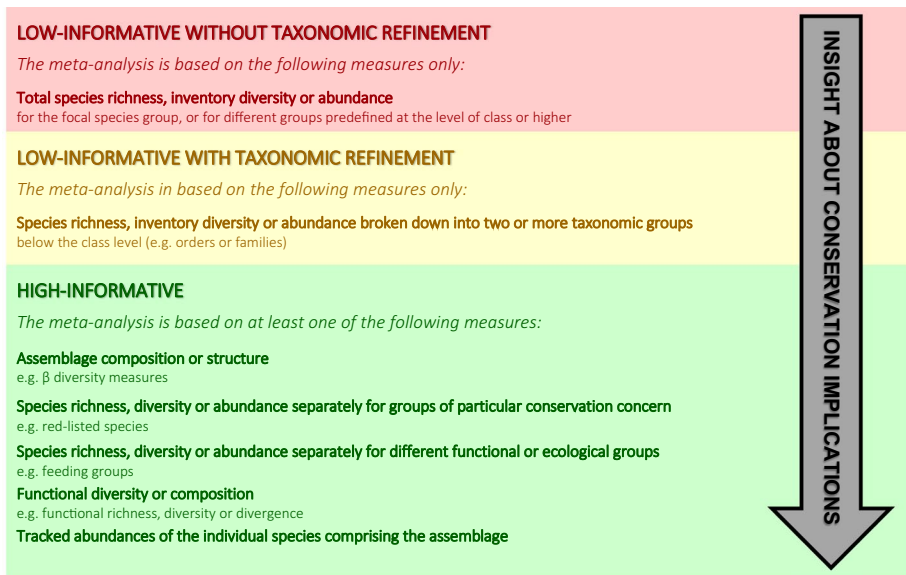 LOW-INFORMATIVE WITHOUT TAXONOMIC REFINEMENT
The meta-analysis is based on the following measures only:
Total species richness, inventory diversity or abundance
for the focal species group, or for different groups predefined at the level of class or higher
LOW-INFORMATIVE WITH TAXONOMIC REFINEMENT
The meta-analysis in based on the following measures only:
Species richness, inventory diversity or abundance broken down into two or more taxonomic groups
below the class level (e.g. orders or families)
HIGH-INFORMATIVE
The meta-analysis is based on at least one of the following measures:
Assemblage composition or structure
e.g. β diversity measures
Species richness, diversity or abundance separately for groups of particular conservation concern
e.g. red-listed species
Species richness, diversity or abundance separately for different functional or ecological groups
e.g. feeding groups
Functional diversity or composition
e.g. functional richness, diversity or divergence
Tracked abundances of the individual species comprising the assemblage
INSIGHT ABOUT CONSERVATION IMPLICATIONS